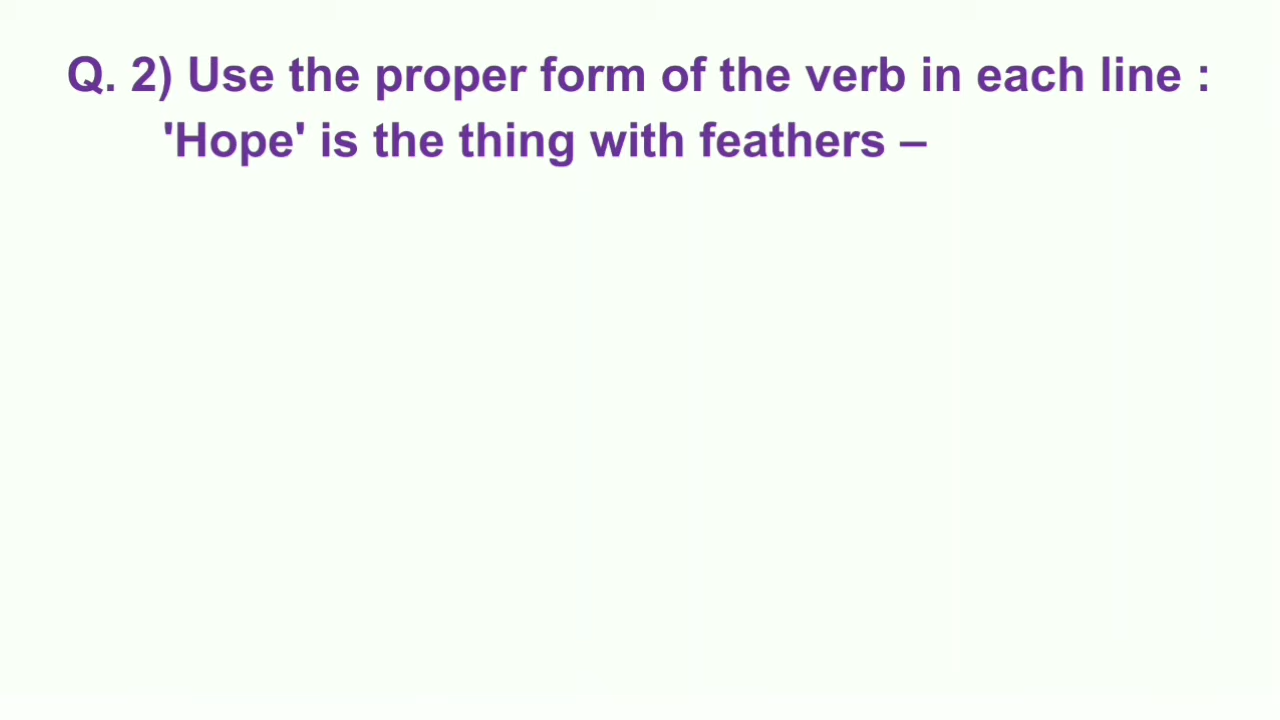 Q. 2) Use the proper form of the verb in each line :
'Hope' is the thing with feathers –